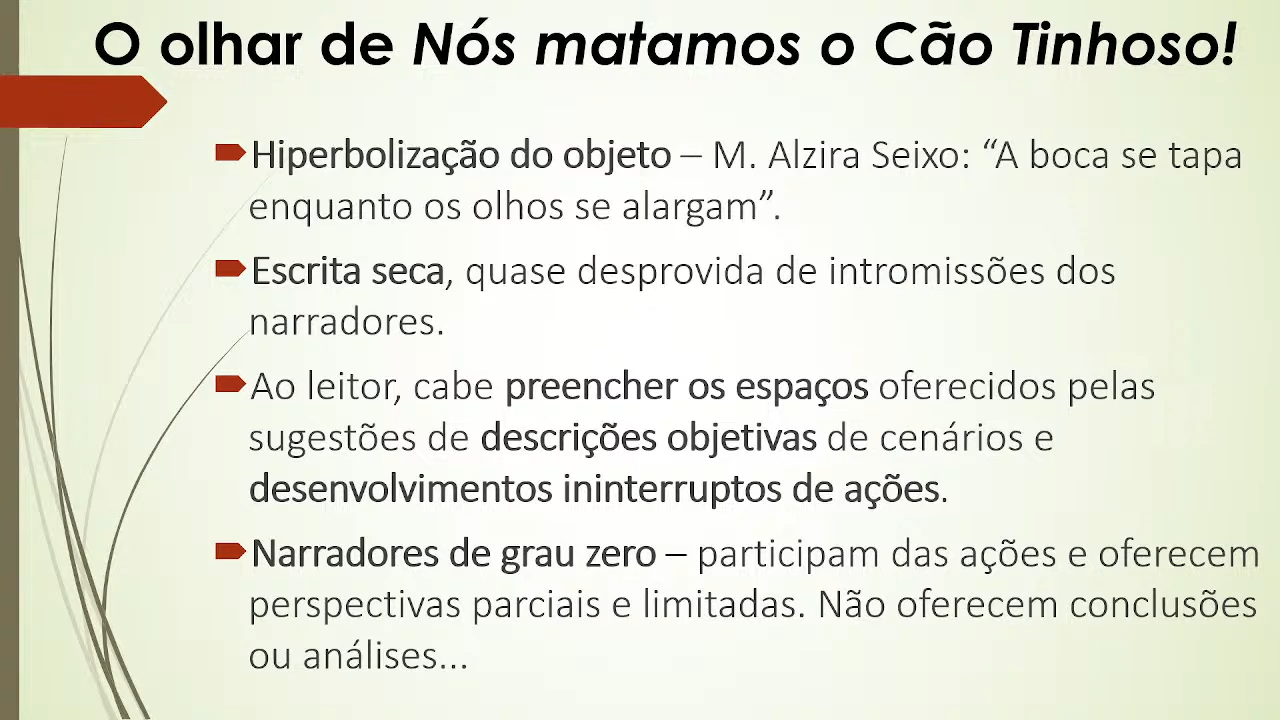 O olhar de Nós matamos o Cão Tinhoso!
Hiperbolização do objeto – M. Alzira Seixo: “A boca se tapa
enquanto os olhos se alargam”.
Escrita seca, quase desprovida de intromissões dos
narradores.
Ao leitor, cabe preencher os espaços oferecidos pelas
sugestões de descrições objetivas de cenários e
desenvolvimentos ininterruptos de ações.
Narradores de grau zero – participam das ações e oferecem
perspectivas parciais e limitadas. Não oferecem conclusões
ou análises...